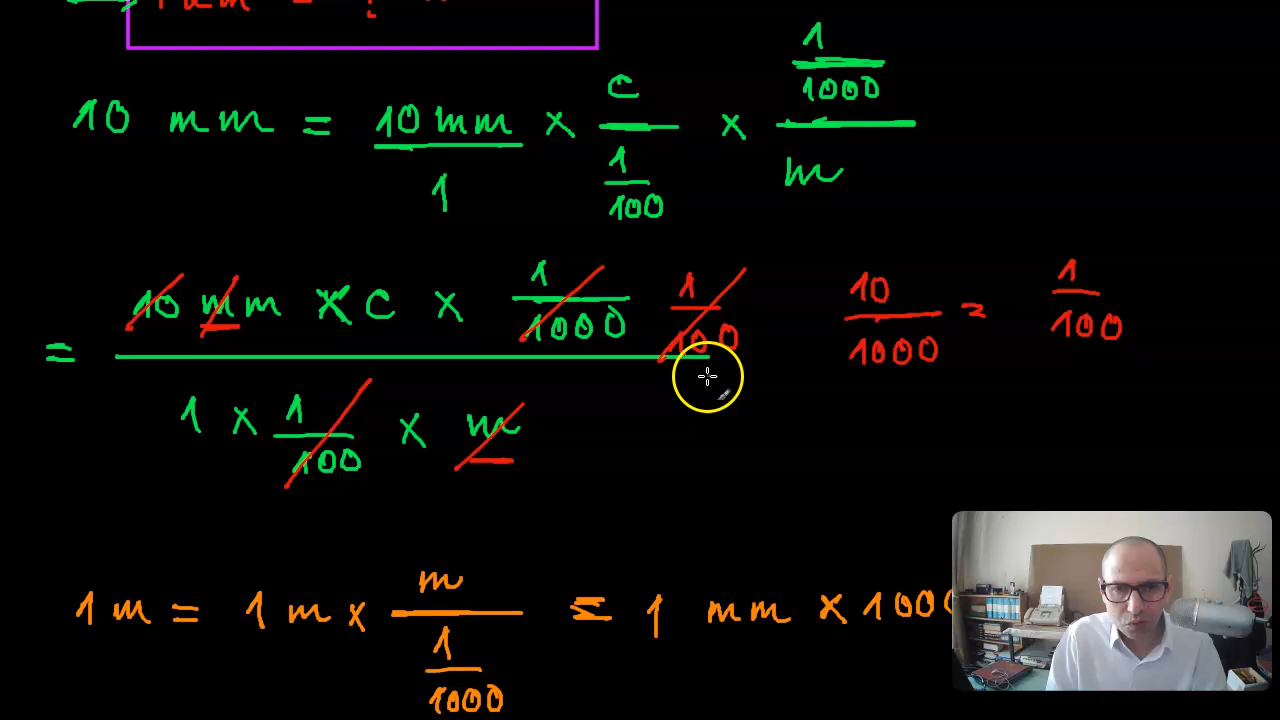 10 mm = 10 mm / 1 × c / (1 / 100) × (1 / 1000) / m
= 10 mm × c × 1 / 1000 1 / 100 / 1 × 1 / 100 × m 10 / 1000 = 1 / 100
1 m = 1 m × m / (1 / 1000) = 1 mm × 1000